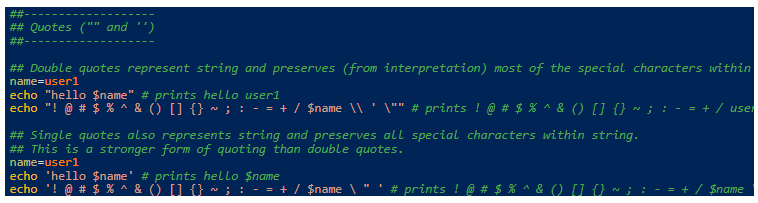 ##-------------------
## Quotes ("" and '')
##-------------------
## Double quotes represent string and preserves (from interpretation) most of the special characters within
name=user1
echo "hello $name" # prints hello user1
echo "! @ # $ % ^ & () [] {} ~ ; : - = + / $name \\ ' \"" # prints ! @ # $ % ^ & () [] {} ~ ; : - = + / user
## Single quotes also represents string and preserves all special characters within string.
## This is a stronger form of quoting than double quotes.
name=user1
echo 'hello $name' # prints hello $name
echo '! @ # $ % ^ & () [] {} ~ ; : - = + / $name \ " ' # prints ! @ # $ % ^ & () [] {} ~ ; : - = + / $name \